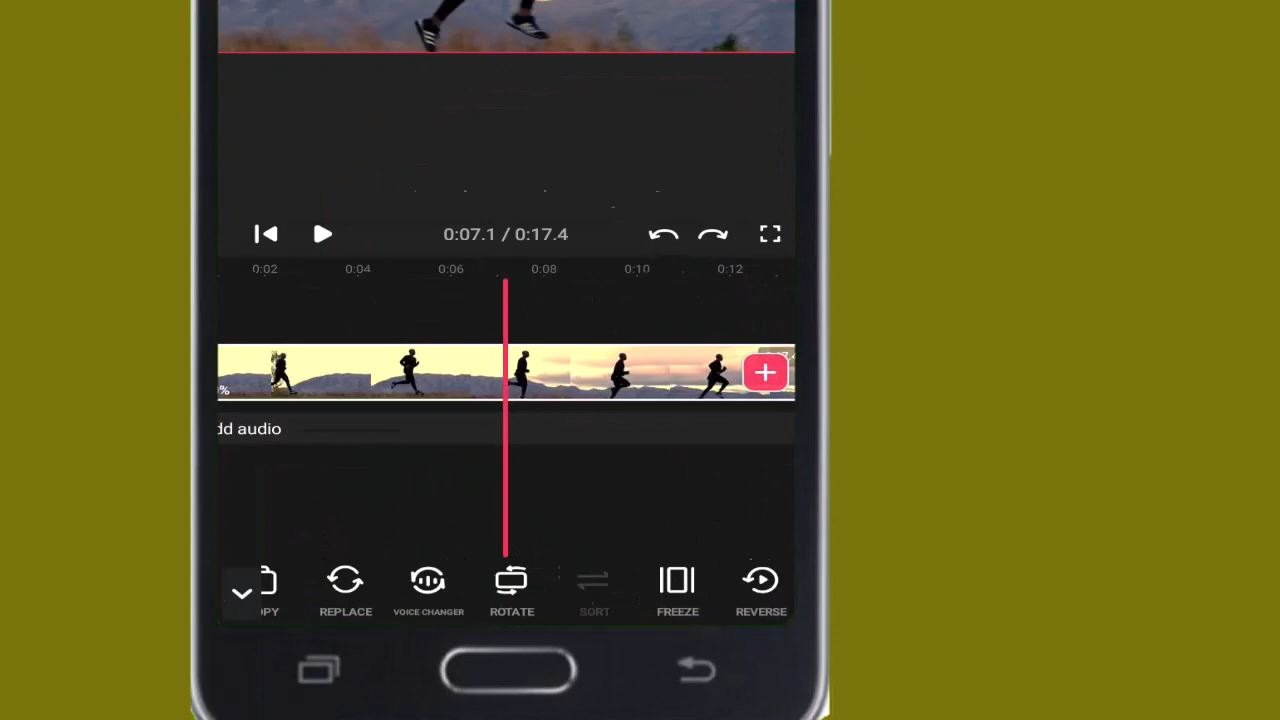 0:07.1 / 0:17.4
0:02 0:04 0:06 0:08 0:10 0:12
%
dd audio
OPY REPLACE VOICE CHANGER ROTATE SORT FREEZE REVERSE